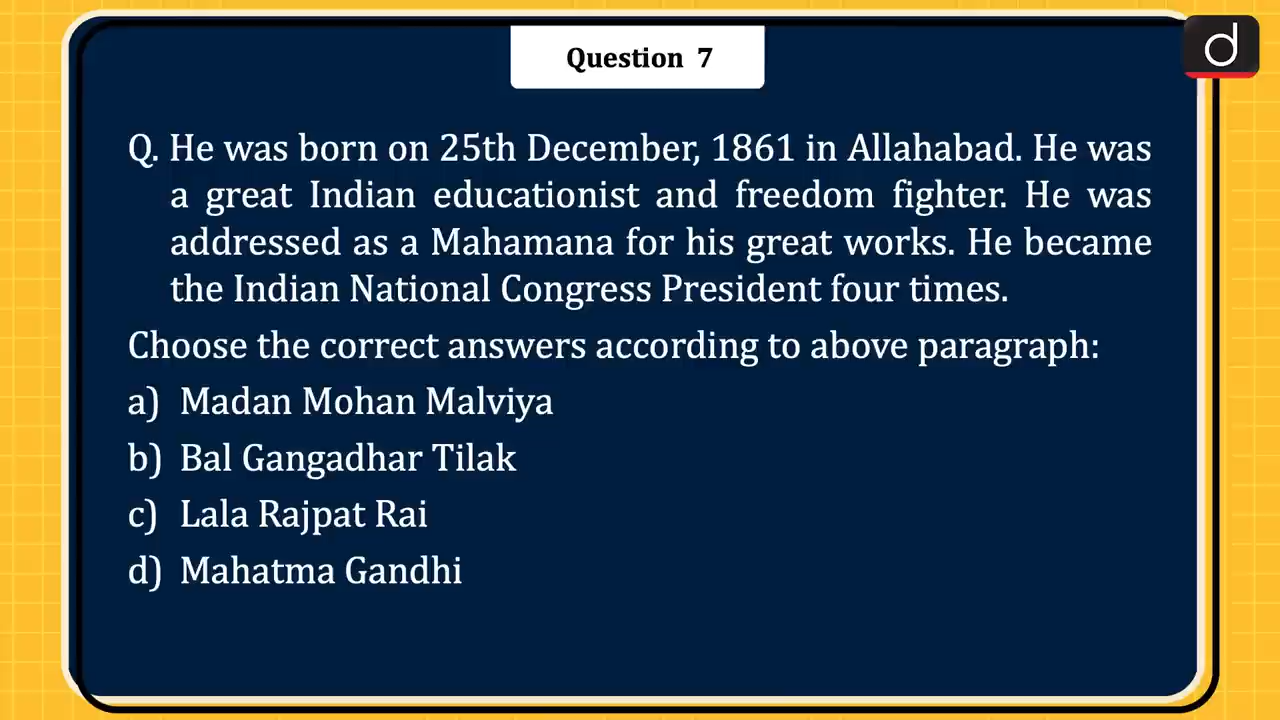 Question 7
d
Q. He was born on 25th December, 1861 in Allahabad. He was
a great Indian educationist and freedom fighter. He was
addressed as a Mahamana for his great works. He became
the Indian National Congress President four times.
Choose the correct answers according to above paragraph:
a) Madan Mohan Malviya
b) Bal Gangadhar Tilak
c) Lala Rajpat Rai
d) Mahatma Gandhi